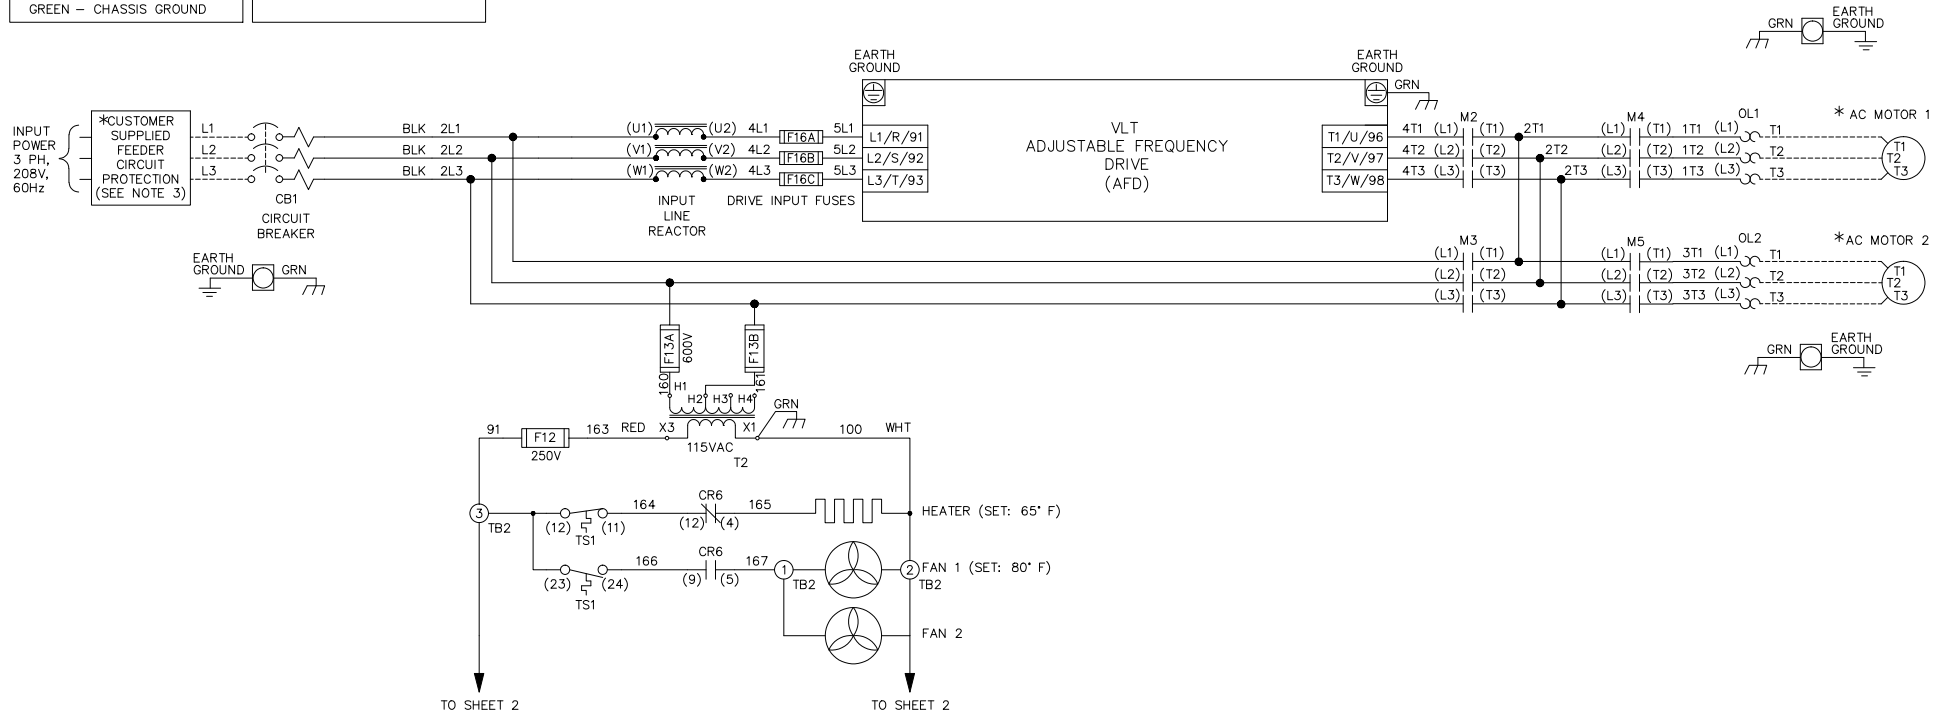 GREEN – CHASSIS GROUND
EARTH
GROUND
GRN
EARTH
GROUND
EARTH
GROUND
GRN
INPUT
POWER
3 PH,
208V,
60Hz
*CUSTOMER
SUPPLIED
FEEDER
CIRCUIT
PROTECTION
(SEE NOTE 3)
L1
L2
L3
CB1
CIRCUIT
BREAKER
BLK 2L1
BLK 2L2
BLK 2L3
(U1) (U2) 4L1 F16A 5L1 L1/R/91
(V1) (V2) 4L2 F16B 5L2 L2/S/92
(W1) (W2) 4L3 F16C 5L3 L3/T/93
INPUT
LINE
REACTOR
DRIVE INPUT FUSES
VLT
ADJUSTABLE FREQUENCY
DRIVE
(AFD)
M2 M4 OL1 * AC MOTOR 1
T1/U/96 4T1 (L1) (T1) 2T1 (L1) (T1) 1T1 (L1) T1 T1
T2/V/97 4T2 (L2) (T2) 2T2 (L2) (T2) 1T2 (L2) T2 T2
T3/W/98 4T3 (L3) (T3) 2T3 (L3) (T3) 1T3 (L3) T3 T3
M3 M5 OL2 *AC MOTOR 2
(L1) (T1) (L1) (T1) 3T1 (L1) T1 T1
(L2) (T2) (L2) (T2) 3T2 (L2) T2 T2
(L3) (T3) (L3) (T3) 3T3 (L3) T3 T3
EARTH
GROUND
GRN
GRN
EARTH
GROUND
F13A
600V
F13B
160
161
H1
H2 H3 H4
GRN
91 F12 163 RED X3 X1 100 WHT
250V
115VAC
T2
3
TB2
(12) (11) 164 CR6 165 HEATER (SET: 65° F)
TS1
(12) (4)
(23) (24) 166 CR6 167 1 2 FAN 1 (SET: 80° F)
TS1
(9) (5)
TB2
TB2
FAN 2
TO SHEET 2
TO SHEET 2